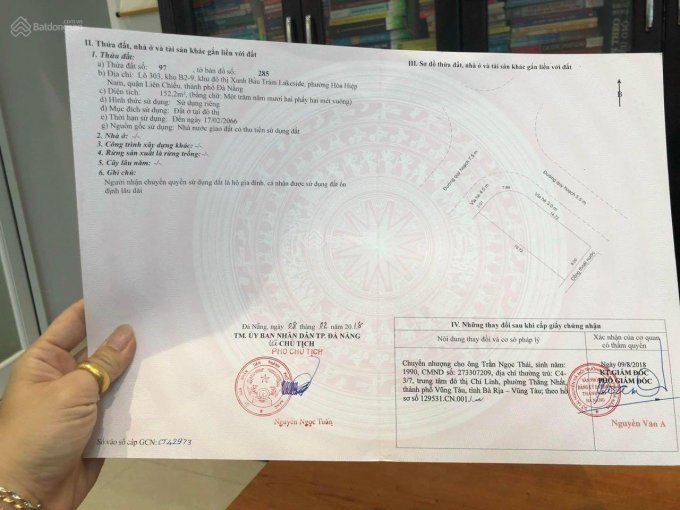 Batdongsan
.com.vn
II. Thửa đất, nhà ở và tài sản khác gắn liền với đất
1. Thửa đất:
a) Thửa đất số: 97 , tờ bản đồ số: 285
b) Địa chỉ: Lô 303, khu B2-9, khu đô thị Xanh Bàu Tràm Lakeside, phường Hòa Hiệp
Nam, quận Liên Chiểu, thành phố Đà Nẵng
c) Diện tích: 152,2m², (bằng chữ: Một trăm năm mươi hai phẩy hai mét vuông)
d) Hình thức sử dụng: Sử dụng riêng
đ) Mục đích sử dụng: Đất ở tại đô thị
e) Thời hạn sử dụng: Đến ngày 17/02/2066
g) Nguồn gốc sử dụng: Nhà nước giao đất có thu tiền sử dụng đất
2. Nhà ở: -/-
3. Công trình xây dựng khác: -/-
4. Rừng sản xuất là rừng trồng: -/-
5. Cây lâu năm: -/-
6. Ghi chú:
Người nhận chuyển quyền sử dụng đất là hộ gia đình, cá nhân được sử dụng đất ổn
định lâu dài
Đà Nẵng, ngày 08 tháng 02 năm 2018
TM. ỦY BAN NHÂN DÂN TP. ĐÀ NẴNG
CHỦ TỊCH
PHÓ CHỦ TỊCH
Nguyễn Ngọc Tuấn
Số vào sổ cấp GCN: CT42973
III. Sơ đồ thửa đất, nhà ở và tài sản khác gắn liền với đất
B
Đường quy hoạch 7.5 m
Vỉa hè
Đường quy hoạch 5.5 m
Vỉa hè 3.0 m
7.86
Cống thoát nước
IV. Những thay đổi sau khi cấp giấy chứng nhận
Nội dung thay đổi và cơ sở pháp lý
Xác nhận của cơ quan
có thẩm quyền
Chuyển nhượng cho ông Trần Ngọc Thái, sinh năm:
1990, CMND số: 273307209, địa chỉ thường trú: C4-
3/7, trung tâm đô thị Chí Linh, phường Thắng Nhất,
thành phố Vũng Tàu, tỉnh Bà Rịa – Vũng Tàu; theo hồ
sơ số 129531.CN.001
Ngày 09/8/2018
KT.GIÁM ĐỐC
PHÓ GIÁM ĐỐC
Nguyễn Văn A